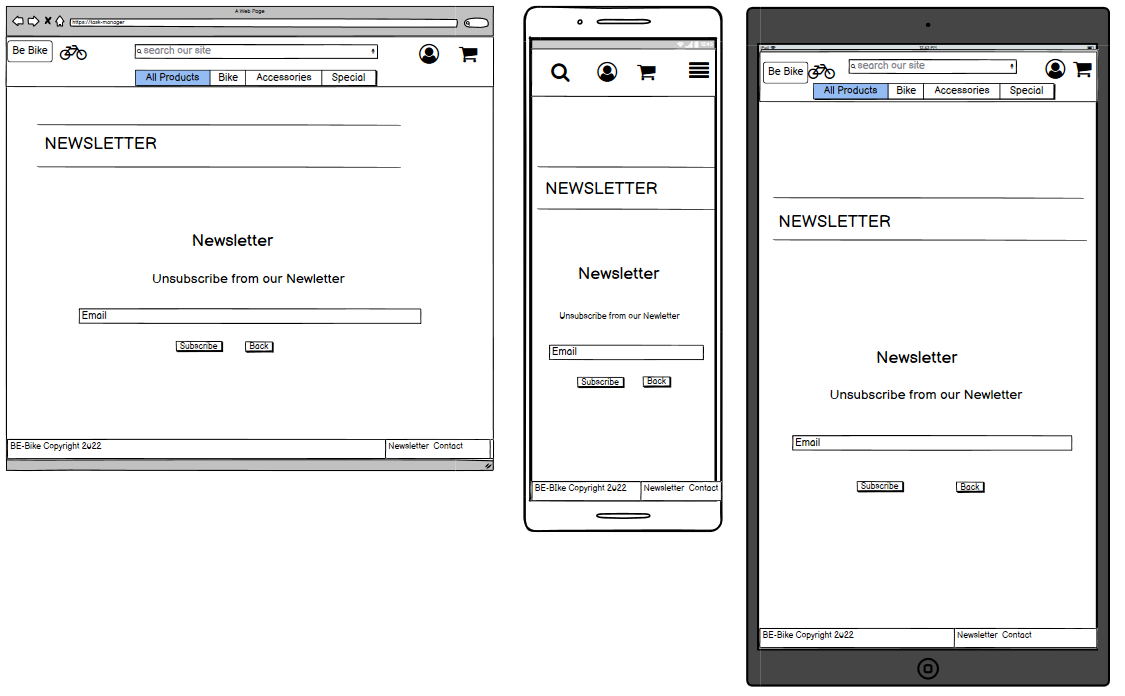 A Web Page
https://task-manager
Be Bike
search our site
All Products Bike Accessories Special
NEWSLETTER
Newsletter
Unsubscribe from our Newletter
Email
Subscribe Back
BE-Bike Copyright 2022
Newsletter Contact
NEWSLETTER
Newsletter
Unsubscribe from our Newletter
Email
Subscribe Back
BE-BIke Copyright 2022
Newsletter Contact
Be Bike
search our site
All Products Bike Accessories Special
NEWSLETTER
Newsletter
Unsubscribe from our Newletter
Email
Subscribe Back
BE-Bike Copyright 2022
Newsletter Contact